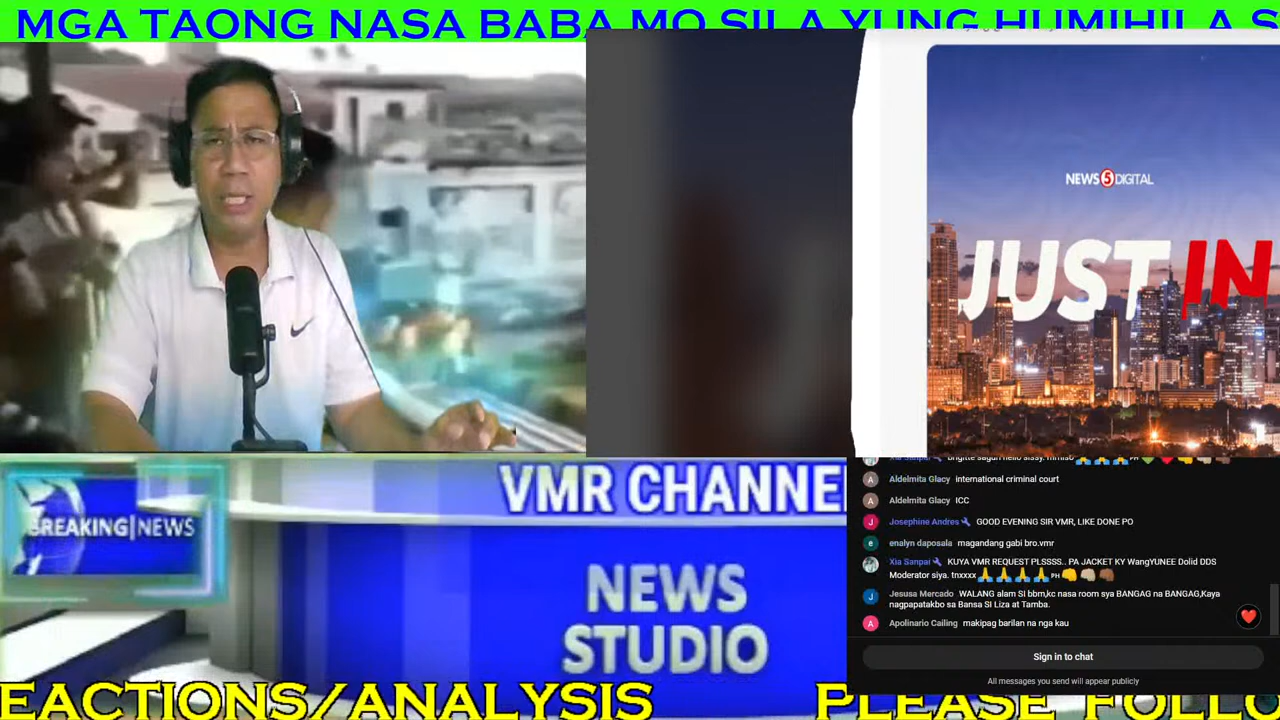 MGA TAONG NASA BABA MO SILA YUNG HUMIHILA S
NEWS 5 DIGITAL
JUST IN
VMR CHANNE
BREAKING|NEWS
NEWS
STUDIO
Aldelmita Glacy international criminal court
Aldelmita Glacy ICC
Josephine Andres GOOD EVENING SIR VMR, LIKE DONE PO
enalyn daposala magandang gabi bro.vmr
Xia Sanpai KUYA VMR REQUEST PLSSSS.. PA JACKET KY WangYUNEE Dolid DDS
Moderator siya. tnxxxx 🙏🙏🙏🙏🇵🇭👊👊🏼👊🏾
Jesusa Mercado WALANG alam SI bbm,kc nasa room sya BANGAG na BANGAG,Kaya
nagpapatakbo sa Bansa SI Liza at Tamba.
Apolinario Cailing makipag barilan na nga kau
Sign in to chat
All messages you send will appear publicly
EACTIONS/ANALYSIS PLEASE FOLLO